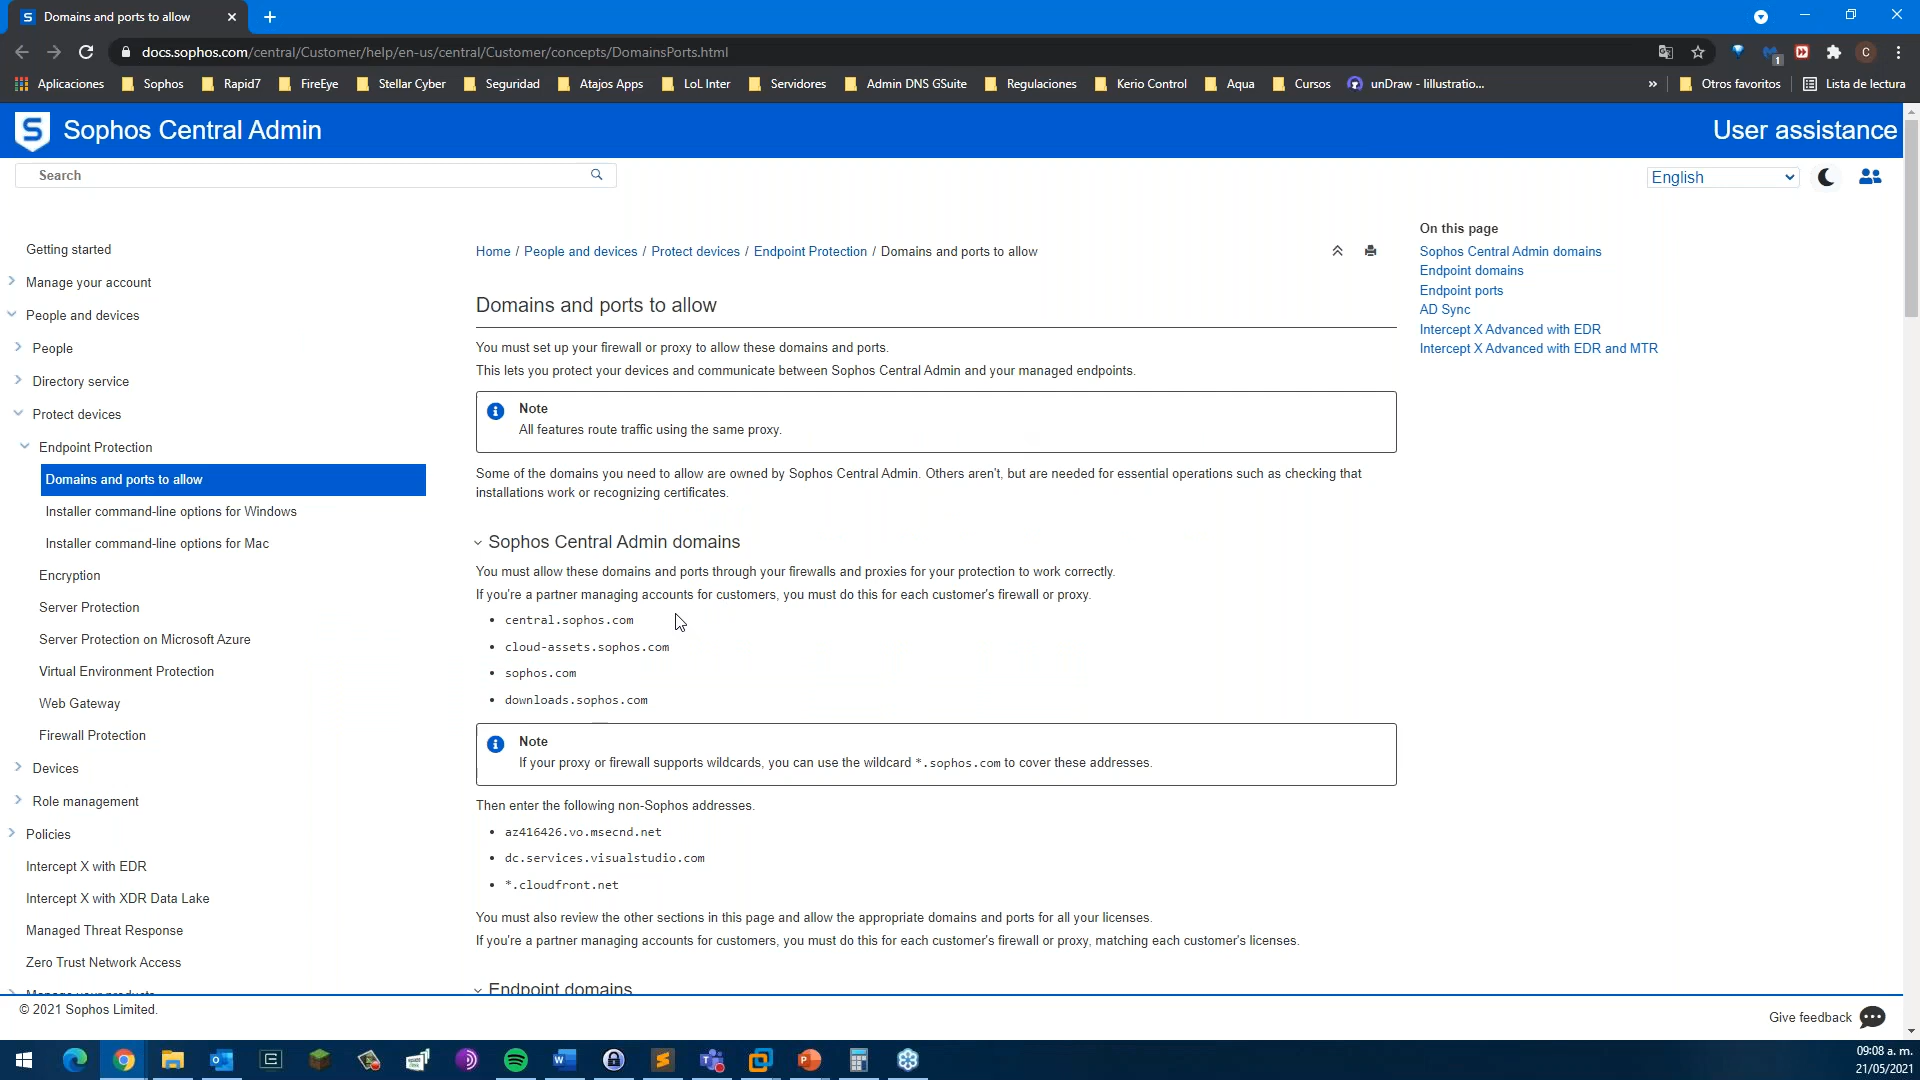 Domains and ports to allow
docs.sophos.com/central/Customer/help/en-us/central/Customer/concepts/DomainsPorts.html
1
C
Aplicaciones
Sophos
Rapid7
FireEye
Stellar Cyber
Seguridad
Atajos Apps
LoL Inter
Servidores
Admin DNS GSuite
Regulaciones
Kerio Control
Aqua
Cursos
unDraw - Iillustratio...
»
Otros favoritos
Lista de lectura
S Sophos Central Admin
User assistance
Search
English
Getting started
Manage your account
People and devices
People
Directory service
Protect devices
Endpoint Protection
Domains and ports to allow
Installer command-line options for Windows
Installer command-line options for Mac
Encryption
Server Protection
Server Protection on Microsoft Azure
Virtual Environment Protection
Web Gateway
Firewall Protection
Devices
Role management
Policies
Intercept X with EDR
Intercept X with XDR Data Lake
Managed Threat Response
Zero Trust Network Access
Manage your products
Home / People and devices / Protect devices / Endpoint Protection / Domains and ports to allow
Domains and ports to allow
You must set up your firewall or proxy to allow these domains and ports.
This lets you protect your devices and communicate between Sophos Central Admin and your managed endpoints.
Note
All features route traffic using the same proxy.
Some of the domains you need to allow are owned by Sophos Central Admin. Others aren't, but are needed for essential operations such as checking that
installations work or recognizing certificates.
Sophos Central Admin domains
You must allow these domains and ports through your firewalls and proxies for your protection to work correctly.
If you're a partner managing accounts for customers, you must do this for each customer's firewall or proxy.
• central.sophos.com
• cloud-assets.sophos.com
• sophos.com
• downloads.sophos.com
Note
If your proxy or firewall supports wildcards, you can use the wildcard *.sophos.com to cover these addresses.
Then enter the following non-Sophos addresses.
• az416426.vo.msecnd.net
• dc.services.visualstudio.com
• *.cloudfront.net
You must also review the other sections in this page and allow the appropriate domains and ports for all your licenses.
If you're a partner managing accounts for customers, you must do this for each customer's firewall or proxy, matching each customer's licenses.
Endpoint domains
On this page
Sophos Central Admin domains
Endpoint domains
Endpoint ports
AD Sync
Intercept X Advanced with EDR
Intercept X Advanced with EDR and MTR
© 2021 Sophos Limited.
Give feedback
09:08 a. m.
21/05/2021